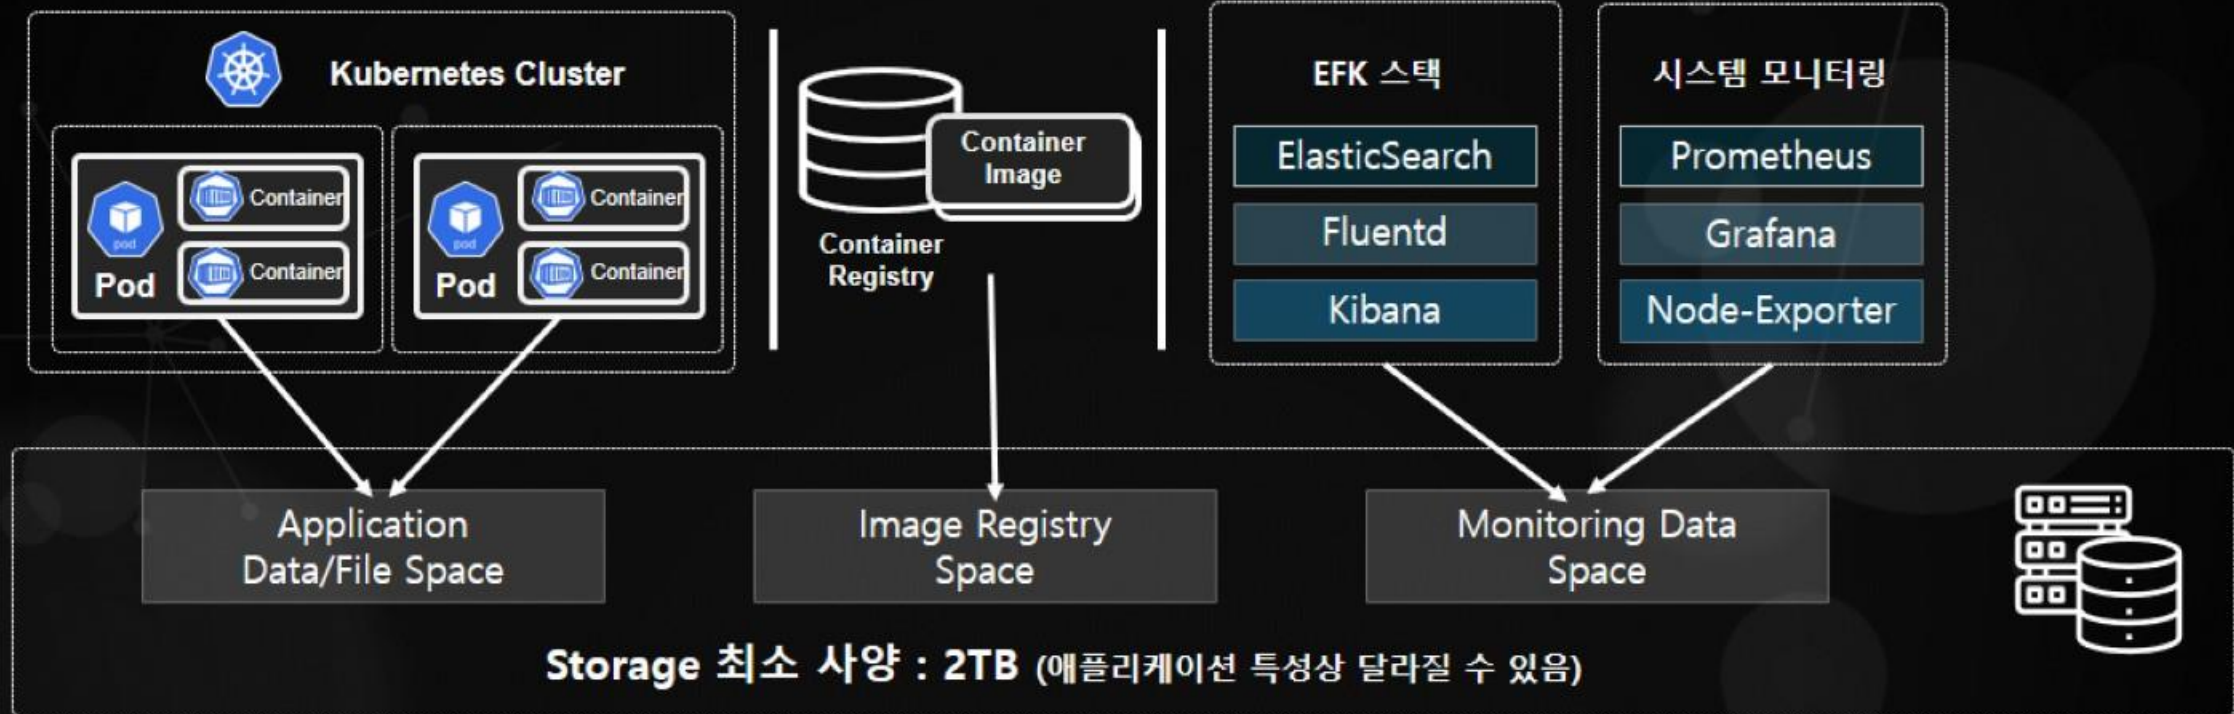 Kubernetes Cluster
pod
Pod
Container
Container
pod
Pod
Container
Container
Container
Image
Container
Registry
EFK 스택
ElasticSearch
Fluentd
Kibana
시스템 모니터링
Prometheus
Grafana
Node-Exporter
Application
Data/File Space
Image Registry
Space
Monitoring Data
Space
Storage 최소 사양 : 2TB (애플리케이션 특성상 달라질 수 있음)